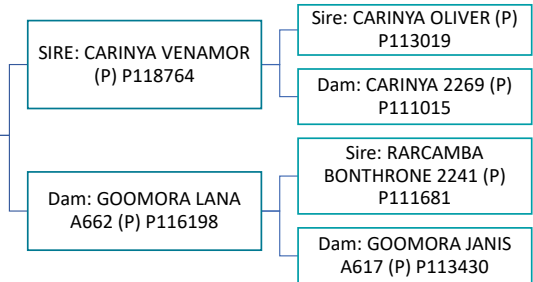 SIRE: CARINYA VENAMOR
(P) P118764
Sire: CARINYA OLIVER (P)
P113019
Dam: CARINYA 2269 (P)
P111015
Dam: GOOMORA LANA
A662 (P) P116198
Sire: RARCAMBA
BONTHRONE 2241 (P)
P111681
Dam: GOOMORA JANIS
A617 (P) P113430